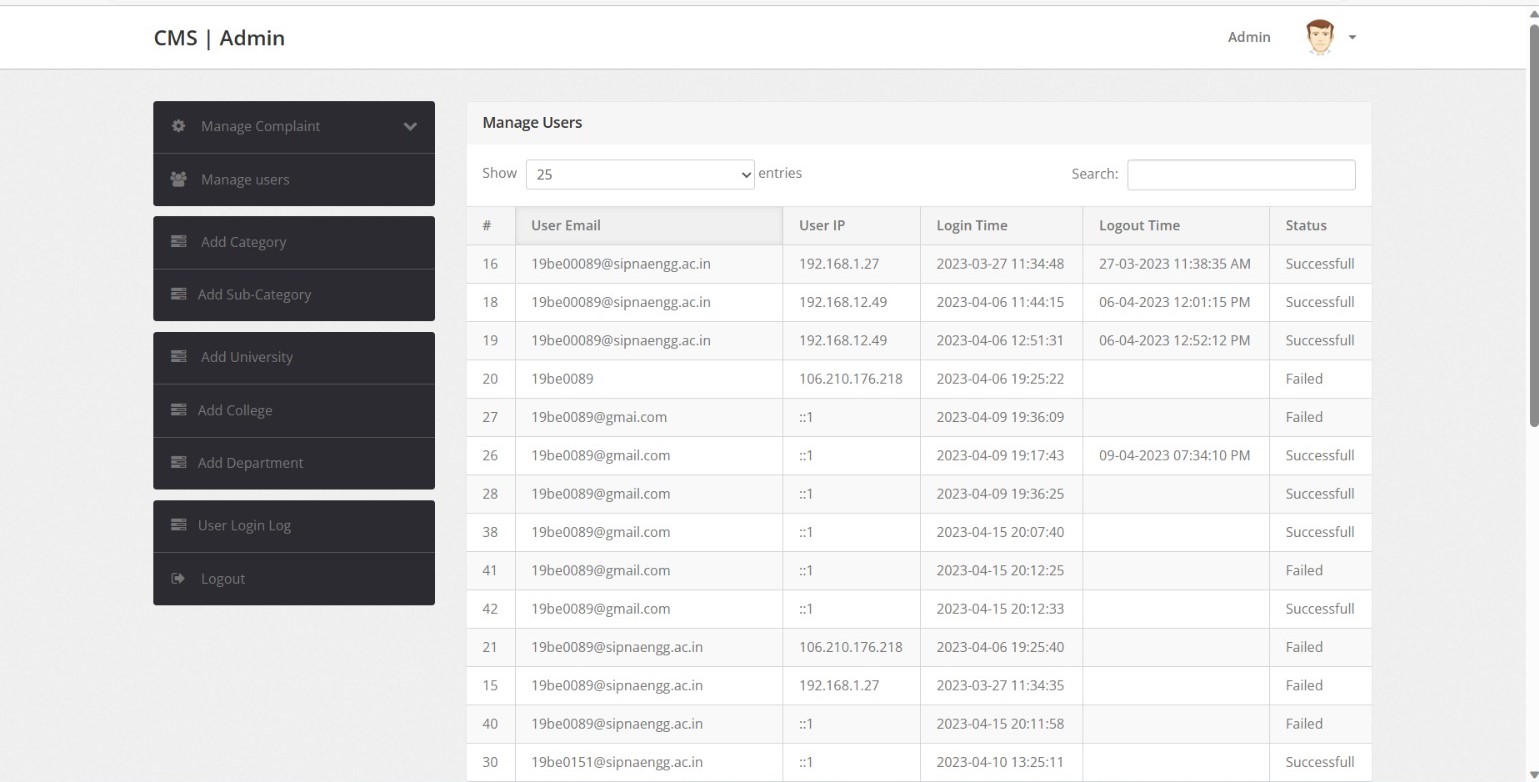 CMS | Admin
Admin
Manage Complaint
Manage users
Add Category
Add Sub-Category
Add University
Add College
Add Department
User Login Log
Logout
Manage Users
Show 25 entries Search:
# User Email User IP Login Time Logout Time Status
16 19be00089@sipnaengg.ac.in 192.168.1.27 2023-03-27 11:34:48 27-03-2023 11:38:35 AM Successfull
18 19be00089@sipnaengg.ac.in 192.168.12.49 2023-04-06 11:44:15 06-04-2023 12:01:15 PM Successfull
19 19be00089@sipnaengg.ac.in 192.168.12.49 2023-04-06 12:51:31 06-04-2023 12:52:12 PM Successfull
20 19be0089 106.210.176.218 2023-04-06 19:25:22 Failed
27 19be0089@gmai.com ::1 2023-04-09 19:36:09 Failed
26 19be0089@gmail.com ::1 2023-04-09 19:17:43 09-04-2023 07:34:10 PM Successfull
28 19be0089@gmail.com ::1 2023-04-09 19:36:25 Successfull
38 19be0089@gmail.com ::1 2023-04-15 20:07:40 Successfull
41 19be0089@gmail.com ::1 2023-04-15 20:12:25 Failed
42 19be0089@gmail.com ::1 2023-04-15 20:12:33 Successfull
21 19be0089@sipnaengg.ac.in 106.210.176.218 2023-04-06 19:25:40 Failed
15 19be0089@sipnaengg.ac.in 192.168.1.27 2023-03-27 11:34:35 Failed
40 19be0089@sipnaengg.ac.in ::1 2023-04-15 20:11:58 Failed
30 19be0151@sipnaengg.ac.in ::1 2023-04-10 13:25:11 Successfull